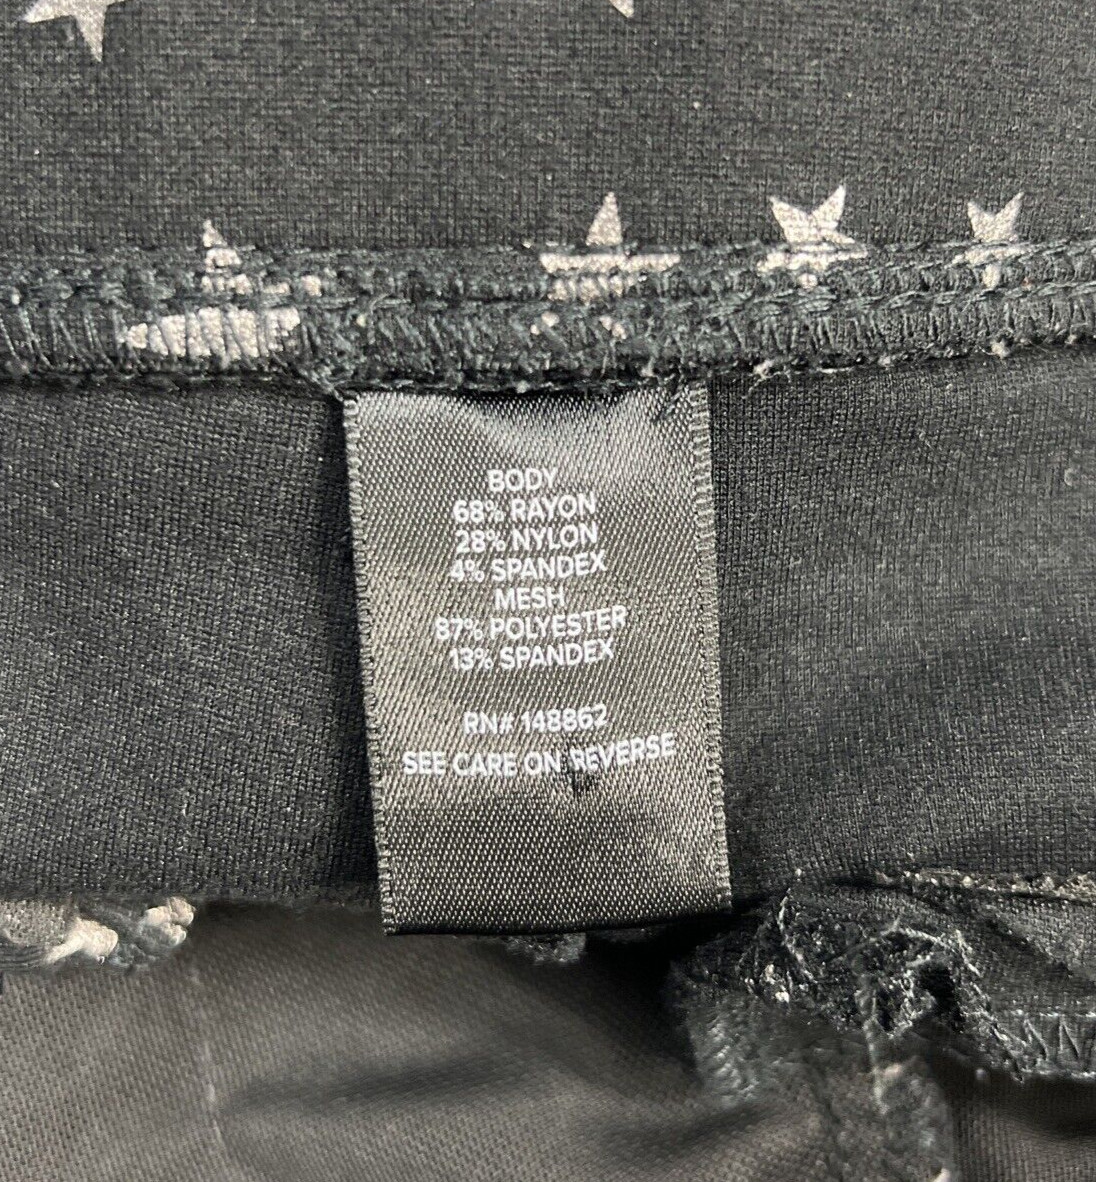 BODY
68% RAYON
28% NYLON
4% SPANDEX
MESH
87% POLYESTER
13% SPANDEX
RN# 148862
SEE CARE ON REVERSE